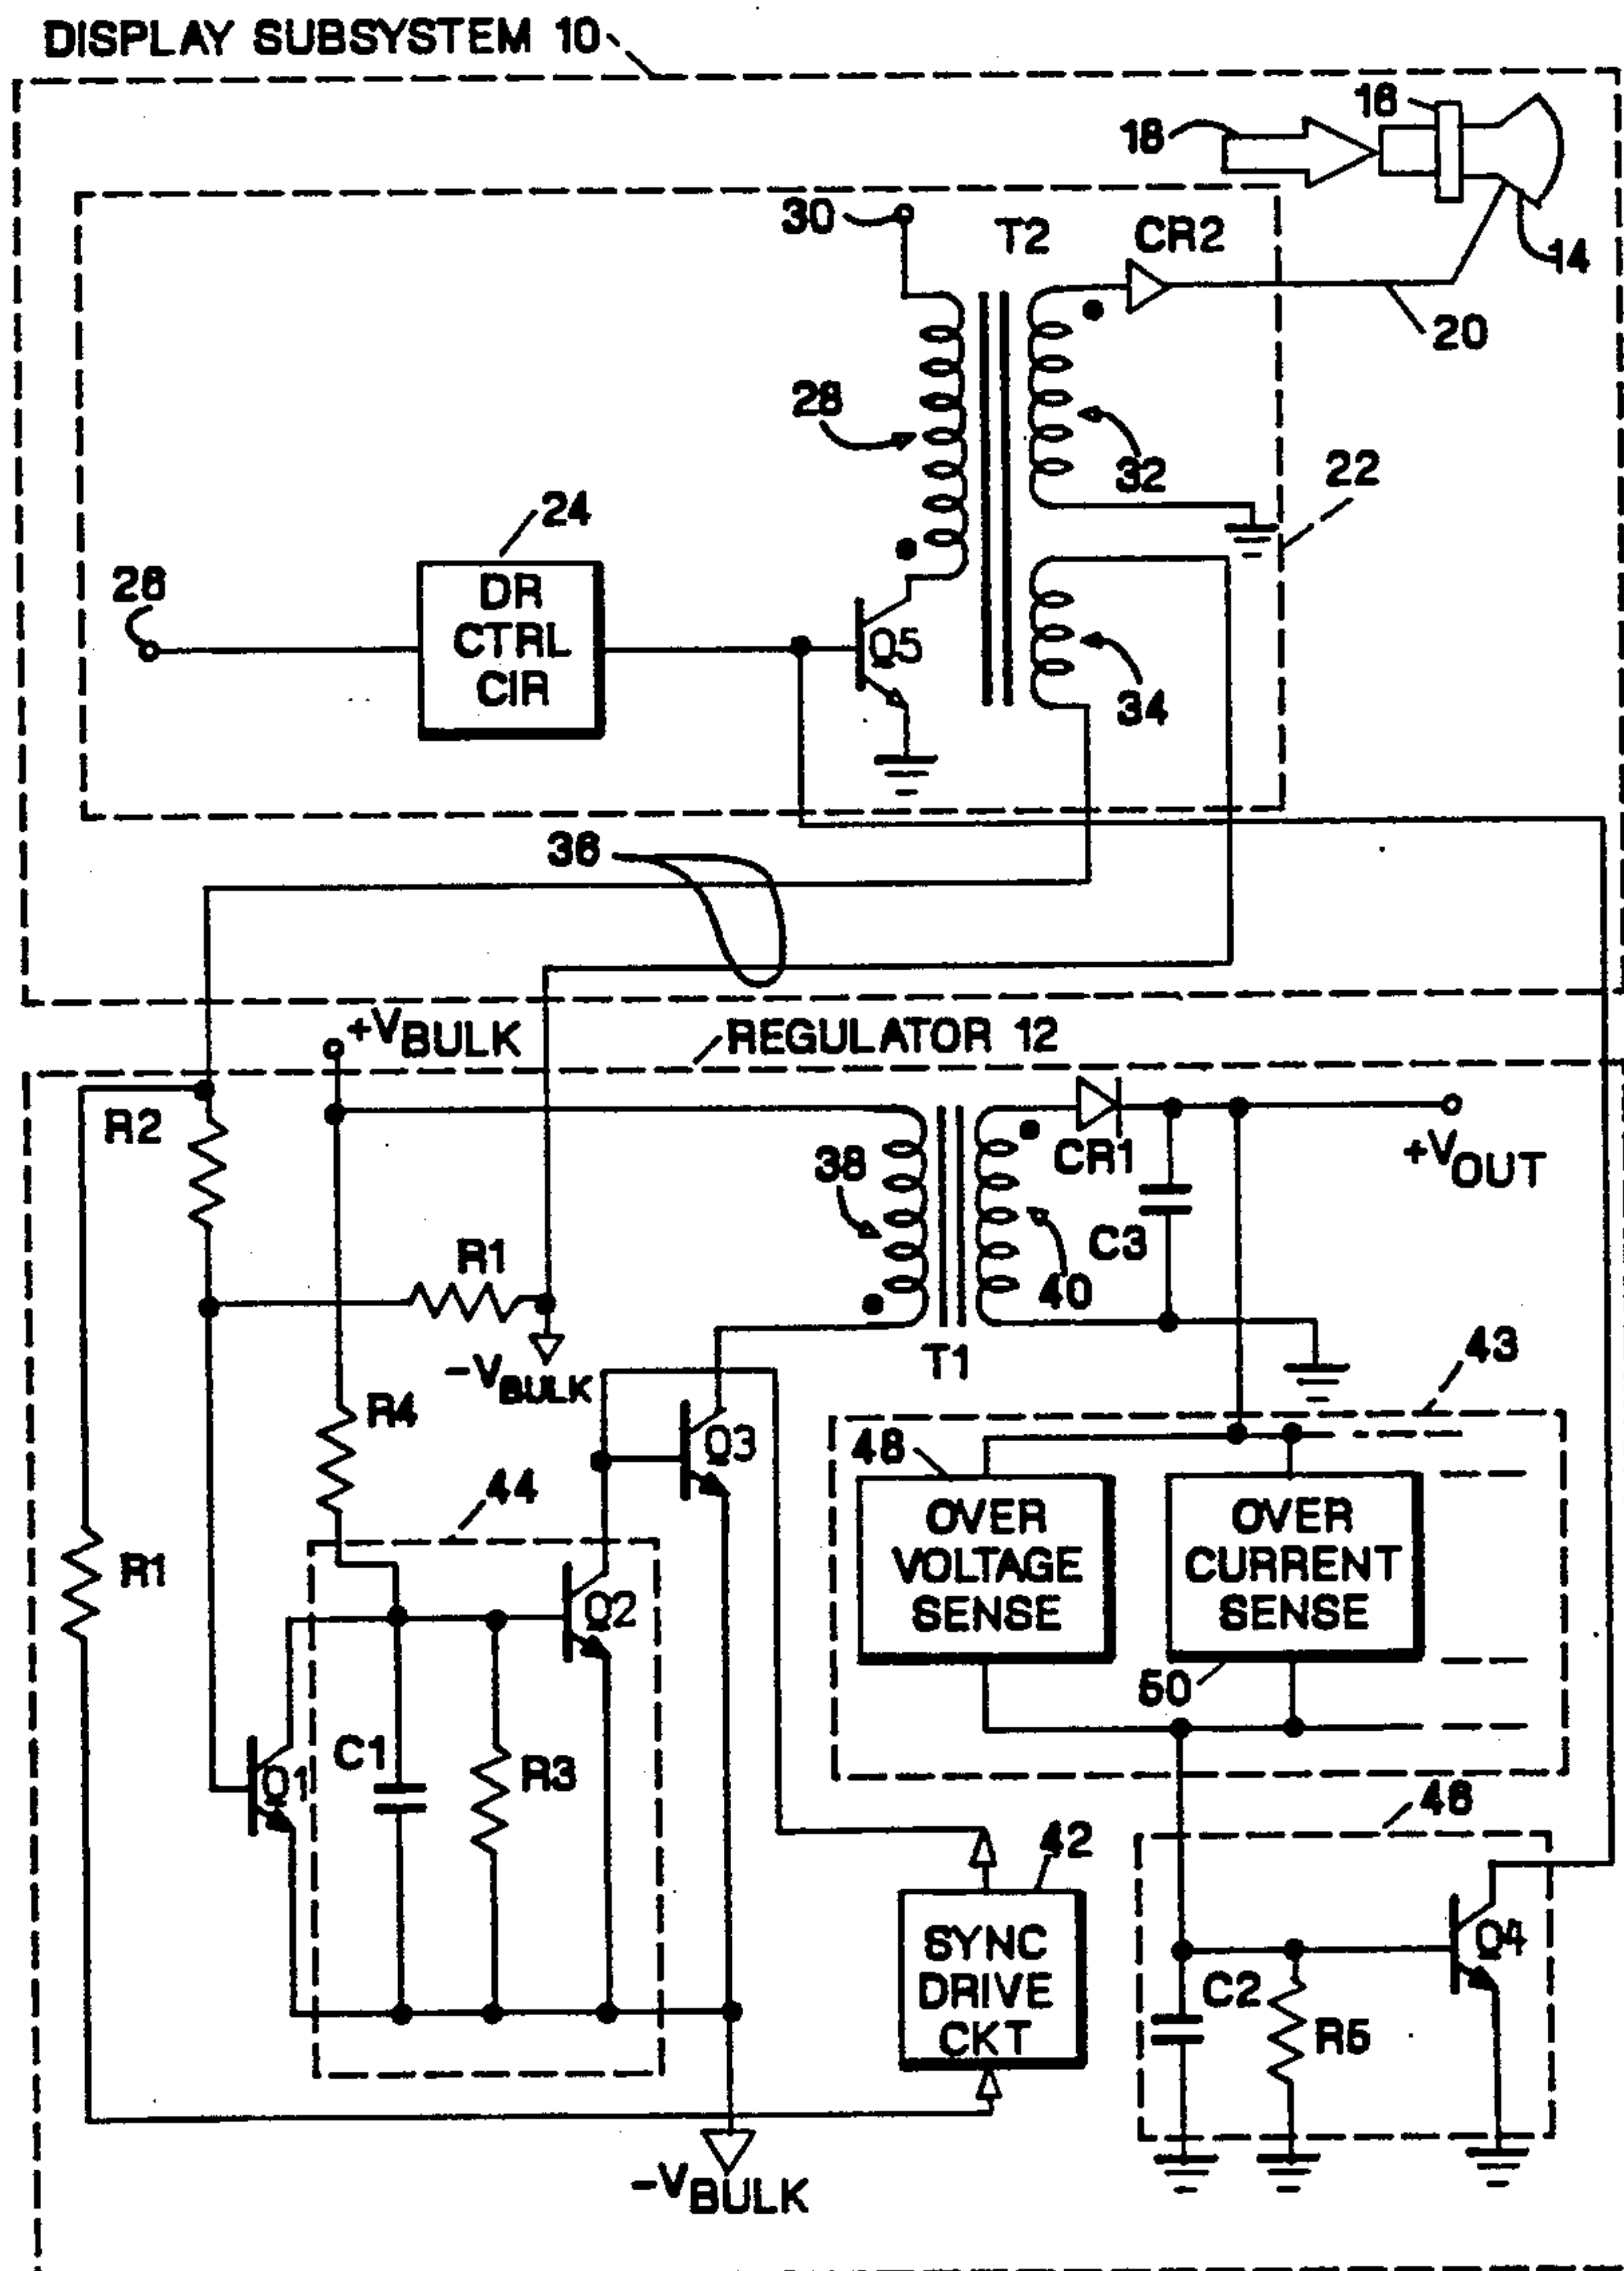 DISPLAY SUBSYSTEM 10
16
18
30
T2
CR2
14
20
28
32
22
24
26
DR
CTRL
CIR
Q5
34
36
+VBULK
REGULATOR 12
R2
38
CR1
+VOUT
C3
R1
40
-VBULK
T1
43
R4
Q3
48
44
OVER
VOLTAGE
SENSE
OVER
CURRENT
SENSE
R1
Q2
50
C1
R3
Q1
46
42
SYNC
DRIVE
CKT
Q4
C2
R5
-VBULK